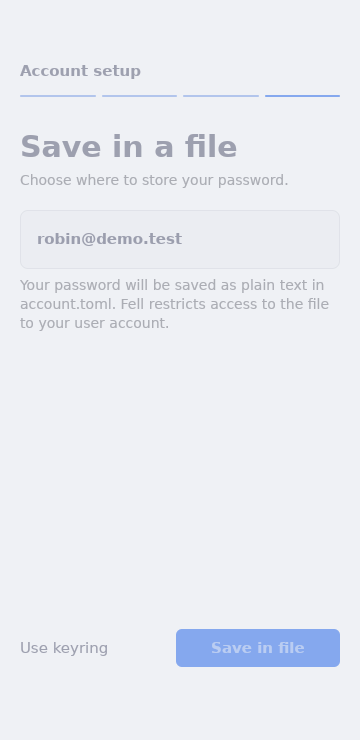 Account setup
Save in a file
Choose where to store your password.
robin@demo.test
Your password will be saved as plain text in
account.toml. Fell restricts access to the file
to your user account.
Use keyring
Save in file